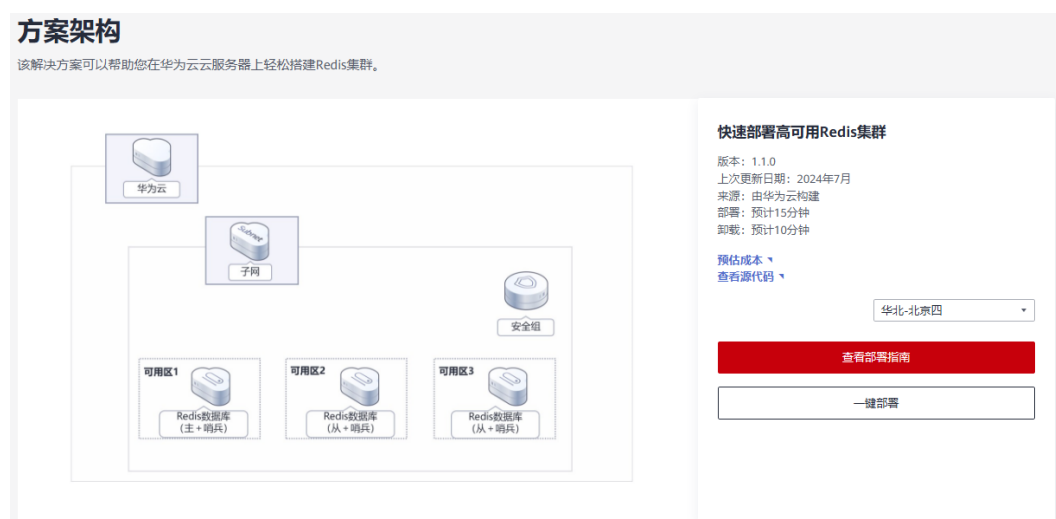 方案架构
该解决方案可以帮助您在华为云云服务器上轻松搭建Redis集群。
华为云
Subnet
子网
安全组
可用区1
Redis数据库
(主+哨兵)
可用区2
Redis数据库
(从+哨兵)
可用区3
Redis数据库
(从+哨兵)
快速部署高可用Redis集群
版本：1.1.0
上次更新日期：2024年7月
来源：由华为云构建
部署：预计15分钟
卸载：预计10分钟
预估成本
查看源代码
华北-北京四
查看部署指南
一键部署